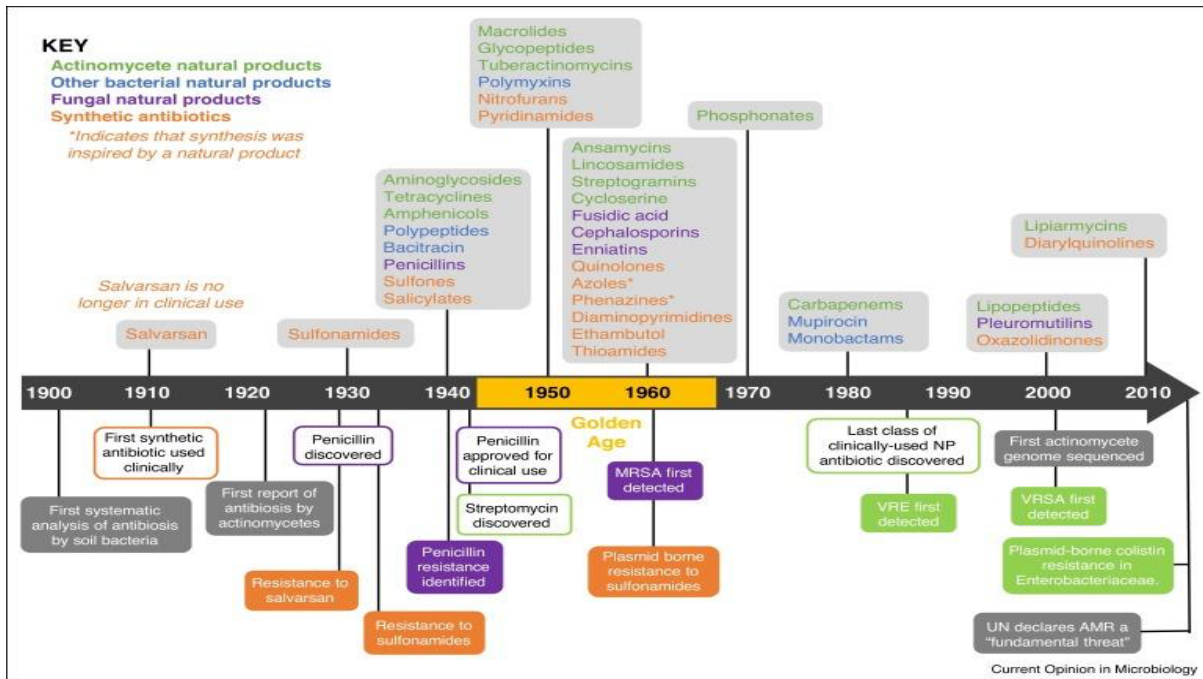 KEY
Actinomycete natural products
Other bacterial natural products
Fungal natural products
Synthetic antibiotics
*Indicates that synthesis was
inspired by a natural product
Macrolides
Glycopeptides
Tuberactinomycins
Polymyxins
Nitrofurans
Pyridinamides
Phosphonates
Ansamycins
Lincosamides
Streptogramins
Cycloserine
Fusidic acid
Cephalosporins
Enniatins
Quinolones
Azoles*
Phenazines*
Diaminopyrimidines
Ethambutol
Thioamides
Aminoglycosides
Tetracyclines
Amphenicols
Polypeptides
Bacitracin
Penicillins
Sulfones
Salicylates
Lipiarmycins
Diarylquinolines
Salvarsan is no
longer in clinical use
Salvarsan
Sulfonamides
Carbapenems
Mupirocin
Monobactams
Lipopeptides
Pleuromutilins
Oxazolidinones
1900 1910 1920 1930 1940 1950 1960 1970 1980 1990 2000 2010
Golden
Age
First synthetic
antibiotic used
clinically
Penicillin
discovered
Penicillin
approved for
clinical use
Last class of
clinically-used NP
antibiotic discovered
First actinomycete
genome sequenced
First systematic
analysis of antibiosis
by soil bacteria
First report of
antibiosis by
actinomycetes
Streptomycin
discovered
MRSA first
detected
VRE first
detected
VRSA first
detected
Penicillin
resistance
identified
Plasmid borne
resistance to
sulfonamides
Plasmid-borne colistin
resistance in
Enterobacteriaceae.
Resistance to
salvarsan
Resistance to
sulfonamides
UN declares AMR a
"fundamental threat"
Current Opinion in Microbiology